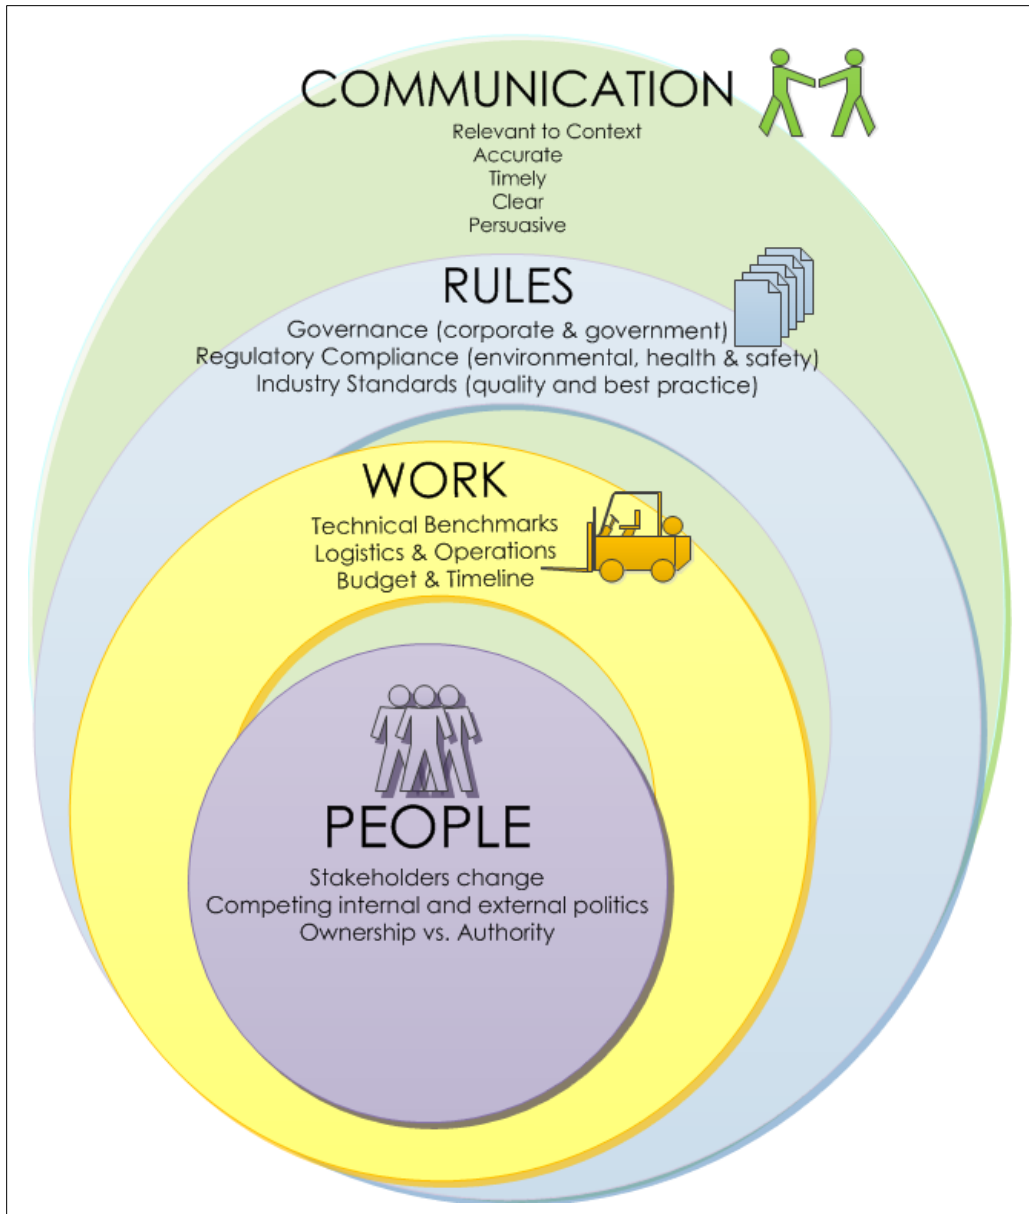 COMMUNICATION
Relevant to Context
Accurate
Timely
Clear
Persuasive
RULES
Governance (corporate & government)
Regulatory Compliance (environmental, health & safety)
Industry Standards (quality and best practice)
WORK
Technical Benchmarks
Logistics & Operations
Budget & Timeline
PEOPLE
Stakeholders change
Competing internal and external politics
Ownership vs. Authority